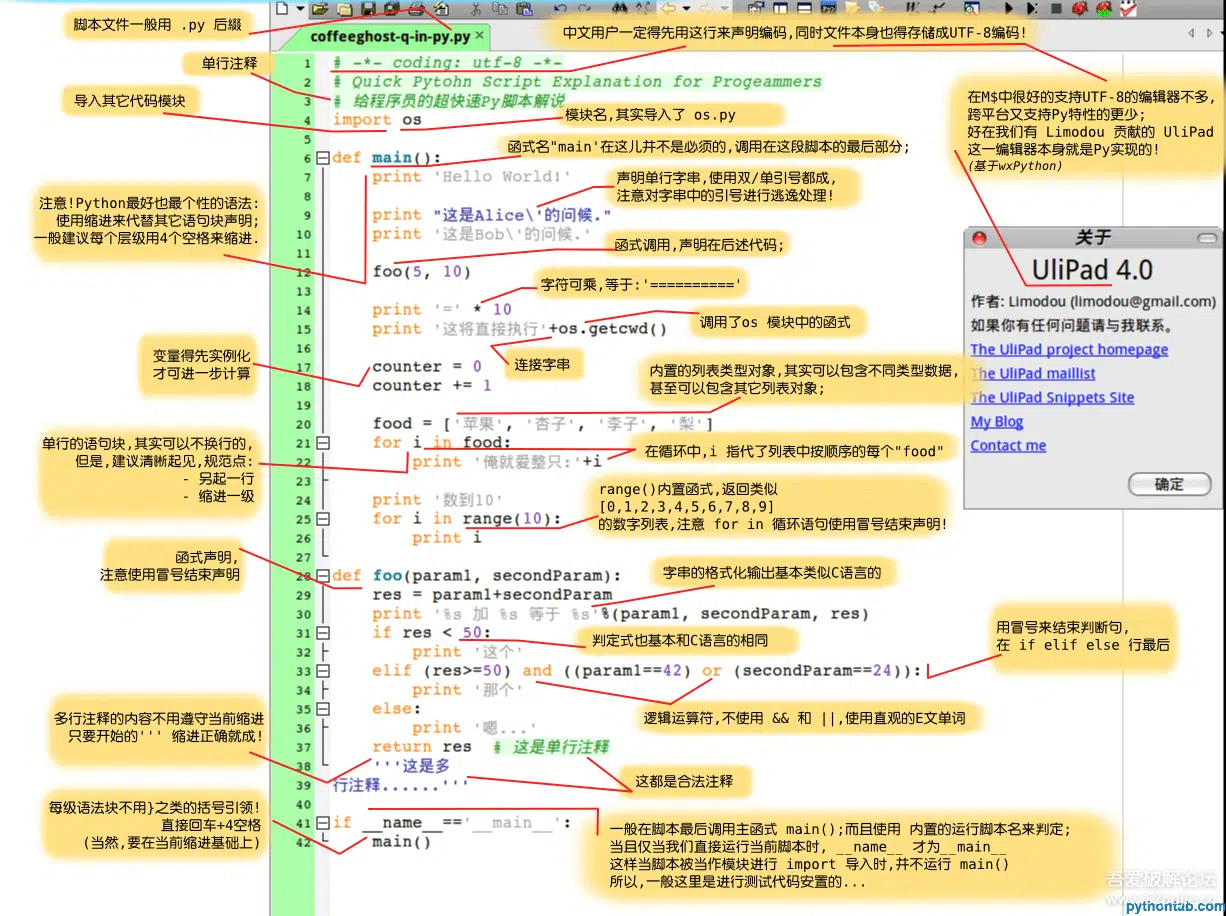 脚本文件一般用 .py 后缀
coffeeghost-q-in-py.py
中文用户一定得先用这行来声明编码,同时文件本身也得存储成UTF-8编码!
单行注释
导入其它代码模块
1 # -*- coding: utf-8 -*-
2 # Quick Pytohn Script Explanation for Progeammers
3 # 给程序员的超快速Py脚本解说
4 import os
模块名,其实导入了 os.py
在M$中很好的支持UTF-8的编辑器不多,
跨平台又支持Py特性的更少;
好在我们有 Limodou 贡献的 UliPad
这一编辑器本身就是Py实现的!
(基于wxPython)
5
函式名"main'在这儿并不是必须的,调用在这段脚本的最后部分;
6 def main():
7 print 'Hello World!'
声明单行字串,使用双/单引号都成,
注意对字串中的引号进行逃逸处理!
8
9 print "这是Alice\'的问候."
10 print '这是Bob\'的问候.'
注意!Python最好也最个性的语法:
使用缩进来代替其它语句块声明;
一般建议每个层级用4个空格来缩进.
11
函式调用,声明在后述代码;
12 foo(5, 10)
13
字符可乘,等于:'=========='
14 print '=' * 10
15 print '这将直接执行'+os.getcwd()
调用了os 模块中的函式
16
连接字串
变量得先实例化
才可进一步计算
17 counter = 0
18 counter += 1
内置的列表类型对象,其实可以包含不同类型数据,
甚至可以包含其它列表对象;
19
20 food = ['苹果', '杏子', '李子', '梨']
21 for i in food:
22 print '俺就爱整只:'+i
在循环中,i 指代了列表中按顺序的每个"food"
单行的语句块,其实可以不换行的,
但是,建议清晰起见,规范点:
- 另起一行
- 缩进一级
23
24 print '数到10'
25 for i in range(10):
26 print i
range()内置函式,返回类似
[0,1,2,3,4,5,6,7,8,9]
的数字列表,注意 for in 循环语句使用冒号结束声明!
27
函式声明,
注意使用冒号结束声明
28 def foo(param1, secondParam):
29 res = param1+secondParam
30 print '%s 加 %s 等于 %s'%(param1, secondParam, res)
字串的格式化输出基本类似C语言的
31 if res < 50:
32 print '这个'
判定式也基本和C语言的相同
33 elif (res>=50) and ((param1==42) or (secondParam==24)):
34 print '那个'
用冒号来结束判断句,
在 if elif else 行最后
35 else:
36 print '嗯...'
逻辑运算符,不使用 && 和 ||,使用直观的E文单词
37 return res # 这是单行注释
38 '''这是多
39 行注释......'''
多行注释的内容不用遵守当前缩进
只要开始的''' 缩进正确就成!
这都是合法注释
40
41 if __name__=='__main__':
42 main()
每级语法块不用}之类的括号引领!
直接回车+4空格
(当然,要在当前缩进基础上)
一般在脚本最后调用主函式 main();而且使用 内置的运行脚本名来判定;
当且仅当我们直接运行当前脚本时, __name__ 才为__main__
这样当脚本被当作模块进行 import 导入时,并不运行 main()
所以,一般这里是进行测试代码安置的...
关于
UliPad 4.0
作者: Limodou (limodou@gmail.com)
如果你有任何问题请与我联系。
The UliPad project homepage
The UliPad maillist
The UliPad Snippets Site
My Blog
Contact me
确定
吾爱破解论坛
pythontab.com